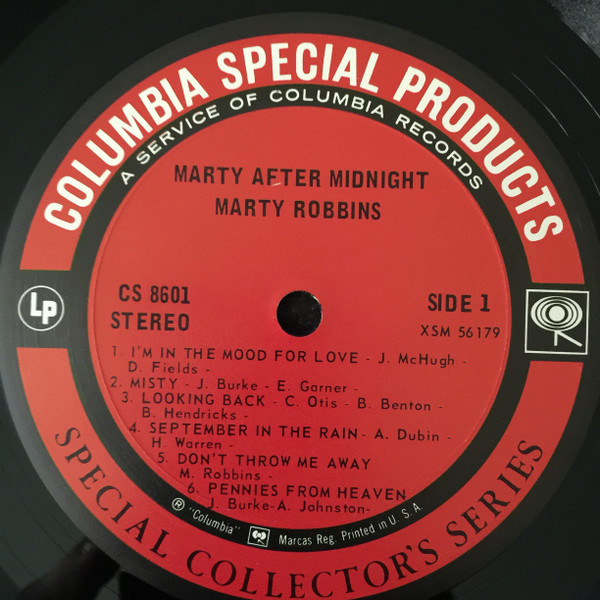 COLUMBIA SPECIAL PRODUCTS
A SERVICE OF COLUMBIA RECORDS
MARTY AFTER MIDNIGHT
MARTY ROBBINS
CS 8601
STEREO
SIDE 1
XSM 56179
LP
1. I'M IN THE MOOD FOR LOVE - J. McHugh -
D. Fields -
2. MISTY - J. Burke - E. Garner -
3. LOOKING BACK - C. Otis - B. Benton -
B. Hendricks -
4. SEPTEMBER IN THE RAIN - A. Dubin -
H. Warren -
5. DON'T THROW ME AWAY
M. Robbins -
6. PENNIES FROM HEAVEN
J. Burke-A. Johnston-
® "Columbia" Marcas Reg. Printed in U. S. A.
SPECIAL COLLECTOR'S SERIES